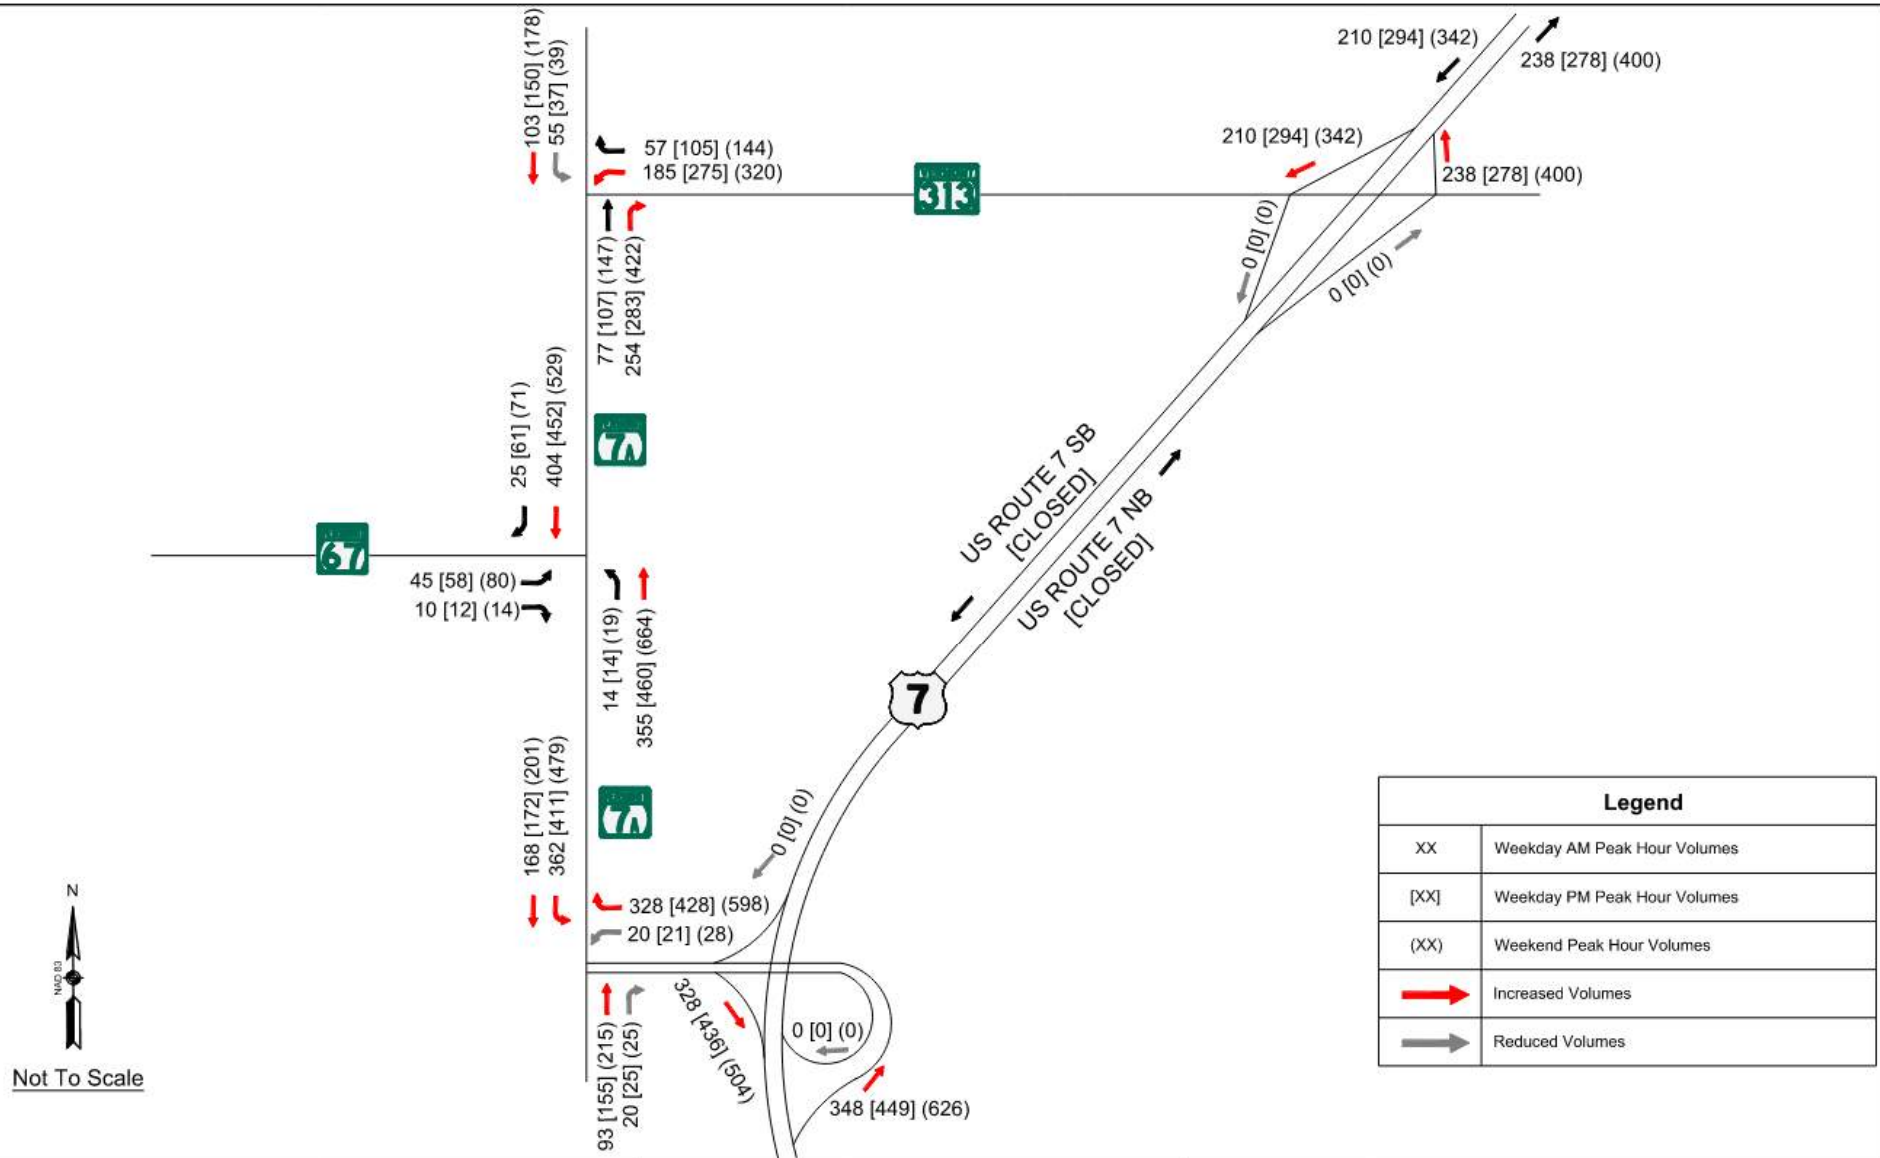 103 [150] (178)
55 [37] (39)
57 [105] (144)
185 [275] (320)
77 [107] (147)
254 [283] (422)
VERMONT
313
210 [294] (342)
238 [278] (400)
210 [294] (342)
238 [278] (400)
0 [0] (0)
0 [0] (0)
25 [61] (71)
404 [452] (529)
7A
67
45 [58] (80)
10 [12] (14)
14 [14] (19)
355 [460] (664)
US ROUTE 7 SB
[CLOSED]
US ROUTE 7 NB
[CLOSED]
7
168 [172] (201)
362 [411] (479)
7A
0 [0] (0)
328 [428] (598)
20 [21] (28)
93 [155] (215)
20 [25] (25)
328 [436] (504)
0 [0] (0)
348 [449] (626)
N
NAD 83
Not To Scale
Legend
XX Weekday AM Peak Hour Volumes
[XX] Weekday PM Peak Hour Volumes
(XX) Weekend Peak Hour Volumes
Increased Volumes
Reduced Volumes